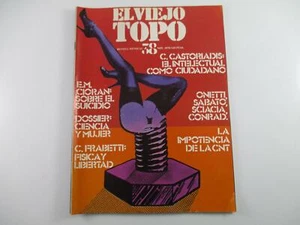 EL VIEJO
TOPO
38
C. CASTORIADIS:
EL INTELECTUAL
COMO CIUDADANO
E.M.
CIORAN:
SOBRE EL
SUICIDIO
ONETTI,
SABATO,
SCIACIA,
CONRAD.
DOSSIER:
CIENCIA
Y MUJER
C. FRABETTI:
FISICA Y
LIBERTAD
LA
IMPOTENCIA
DE LA CNT